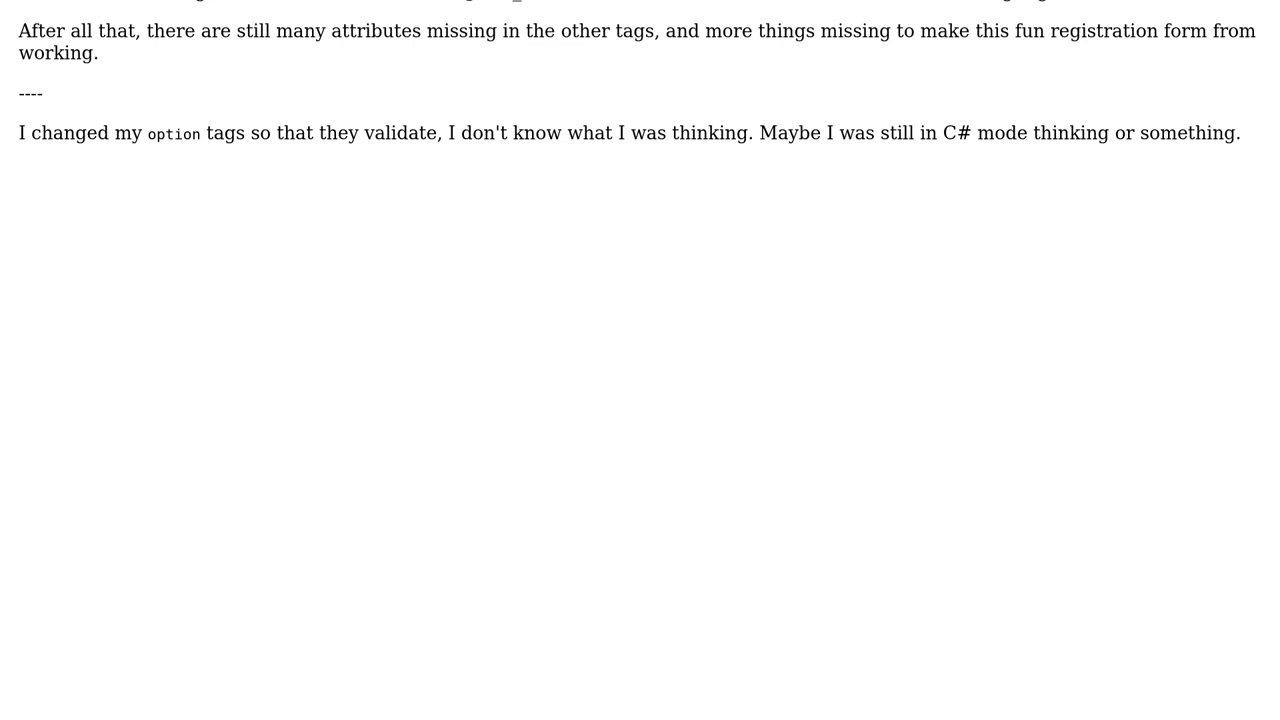 After all that, there are still many attributes missing in the other tags, and more things missing to make this fun registration form from
working.
----
I changed my option tags so that they validate, I don't know what I was thinking. Maybe I was still in C# mode thinking or something.